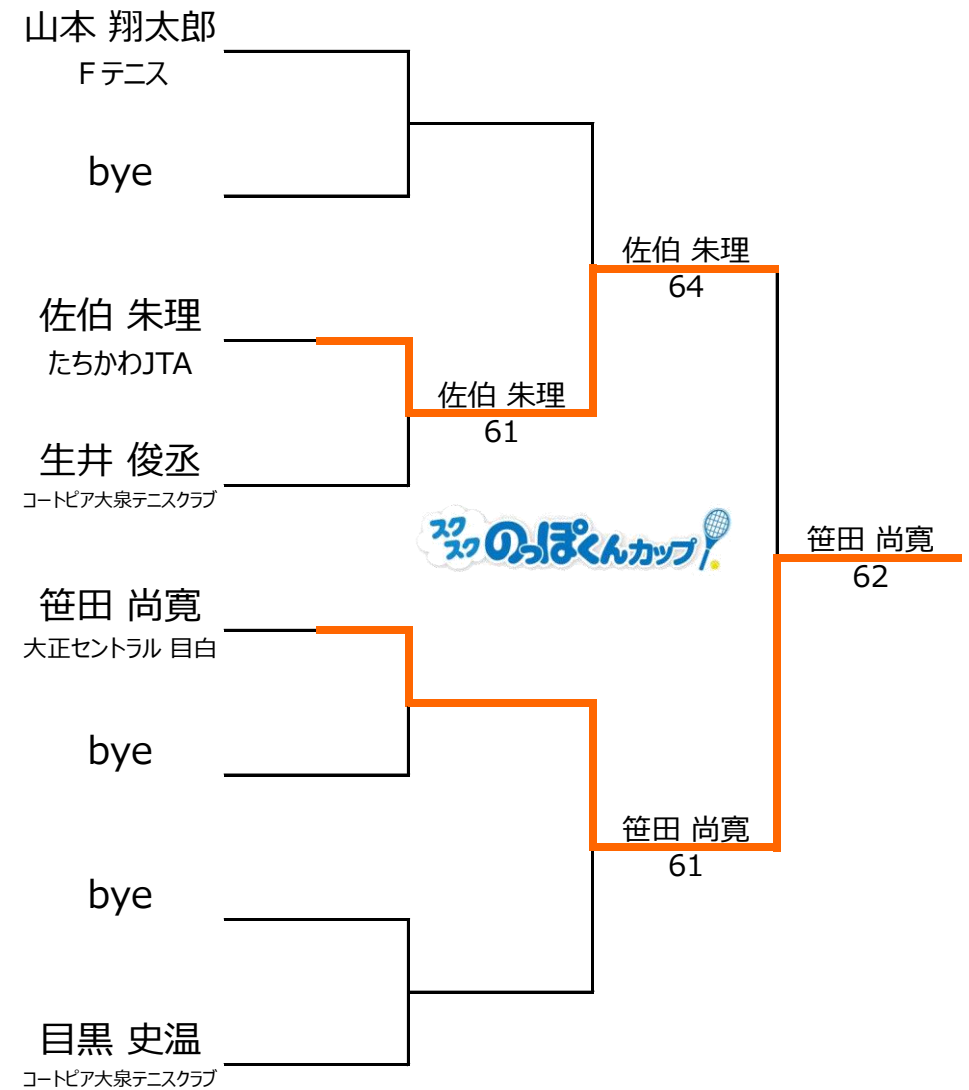 山本 翔太郎
Fテニス
bye
佐伯 朱理
64
佐伯 朱理
たちかわJTA
佐伯 朱理
61
生井 俊丞
コートピア大泉テニスクラブ
スクスクのっぽくんカップ!
笹田 尚寛
62
笹田 尚寛
大正セントラル 目白
bye
笹田 尚寛
61
bye
目黒 史温
コートピア大泉テニスクラブ